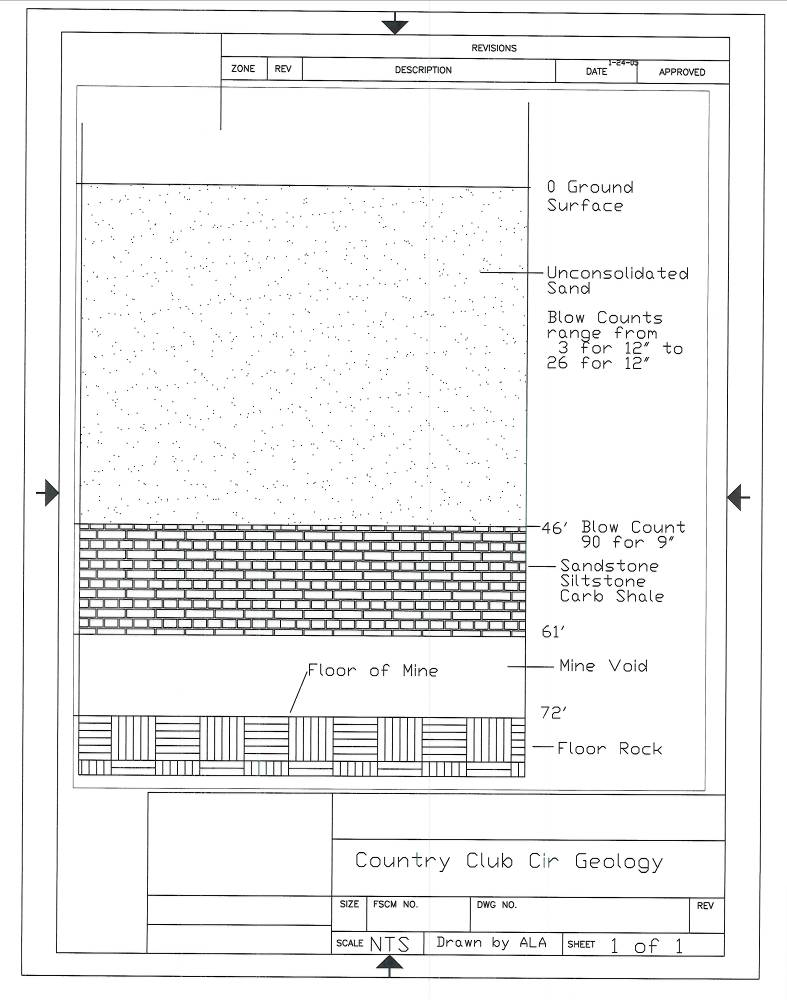 REVISIONS
ZONE REV DESCRIPTION DATE 1-24-05 APPROVED
0 Ground
Surface
Unconsolidated
Sand
Blow Counts
range from
3 for 12" to
26 for 12"
46' Blow Count
90 for 9"
Sandstone
Siltstone
Carb Shale
61'
Floor of Mine
Mine Void
72'
Floor Rock
Country Club Cir Geology
SIZE FSCM NO. DWG NO. REV
SCALE NTS Drawn by ALA SHEET 1 of 1